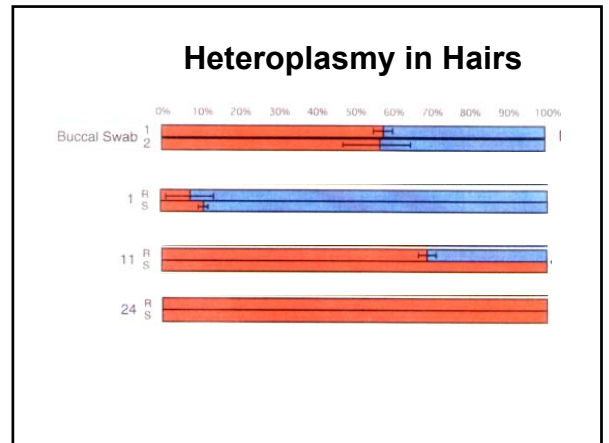 Heteroplasmy in Hairs
0% 10% 20% 30% 40% 50% 60% 70% 80% 90% 100%
Buccal Swab 1
2
1 R
S
11 R
S
24 R
S